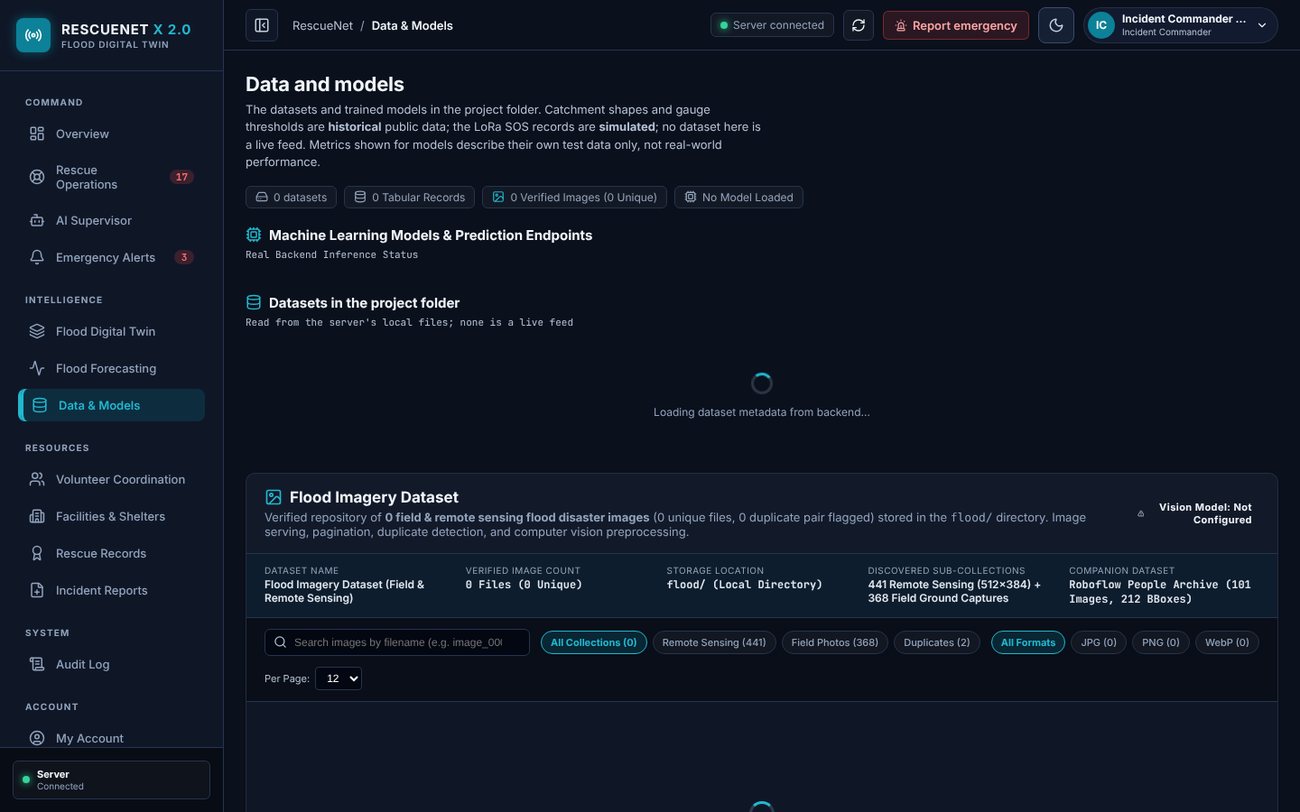 RESCUENET X 2.0
FLOOD DIGITAL TWIN
COMMAND
Overview
Rescue
Operations
17
AI Supervisor
Emergency Alerts
3
INTELLIGENCE
Flood Digital Twin
Flood Forecasting
Data & Models
RESOURCES
Volunteer Coordination
Facilities & Shelters
Rescue Records
Incident Reports
SYSTEM
Audit Log
ACCOUNT
My Account
Server
Connected
RescueNet / Data & Models
Server connected
Report emergency
IC
Incident Commander ...
Incident Commander
Data and models
The datasets and trained models in the project folder. Catchment shapes and gauge
thresholds are historical public data; the LoRa SOS records are simulated; no dataset here is
a live feed. Metrics shown for models describe their own test data only, not real-world
performance.
0 datasets
0 Tabular Records
0 Verified Images (0 Unique)
No Model Loaded
Machine Learning Models & Prediction Endpoints
Real Backend Inference Status
Datasets in the project folder
Read from the server's local files; none is a live feed
Loading dataset metadata from backend...
Flood Imagery Dataset
Verified repository of 0 field & remote sensing flood disaster images (0 unique files, 0 duplicate pair flagged) stored in the flood/ directory. Image
serving, pagination, duplicate detection, and computer vision preprocessing.
Vision Model: Not
Configured
DATASET NAME
Flood Imagery Dataset (Field &
Remote Sensing)
VERIFIED IMAGE COUNT
0 Files (0 Unique)
STORAGE LOCATION
flood/ (Local Directory)
DISCOVERED SUB-COLLECTIONS
441 Remote Sensing (512×384) +
368 Field Ground Captures
COMPANION DATASET
Roboflow People Archive (101
Images, 212 BBoxes)
Search images by filename (e.g. image_00
All Collections (0)
Remote Sensing (441)
Field Photos (368)
Duplicates (2)
All Formats
JPG (0)
PNG (0)
WebP (0)
Per Page:
12